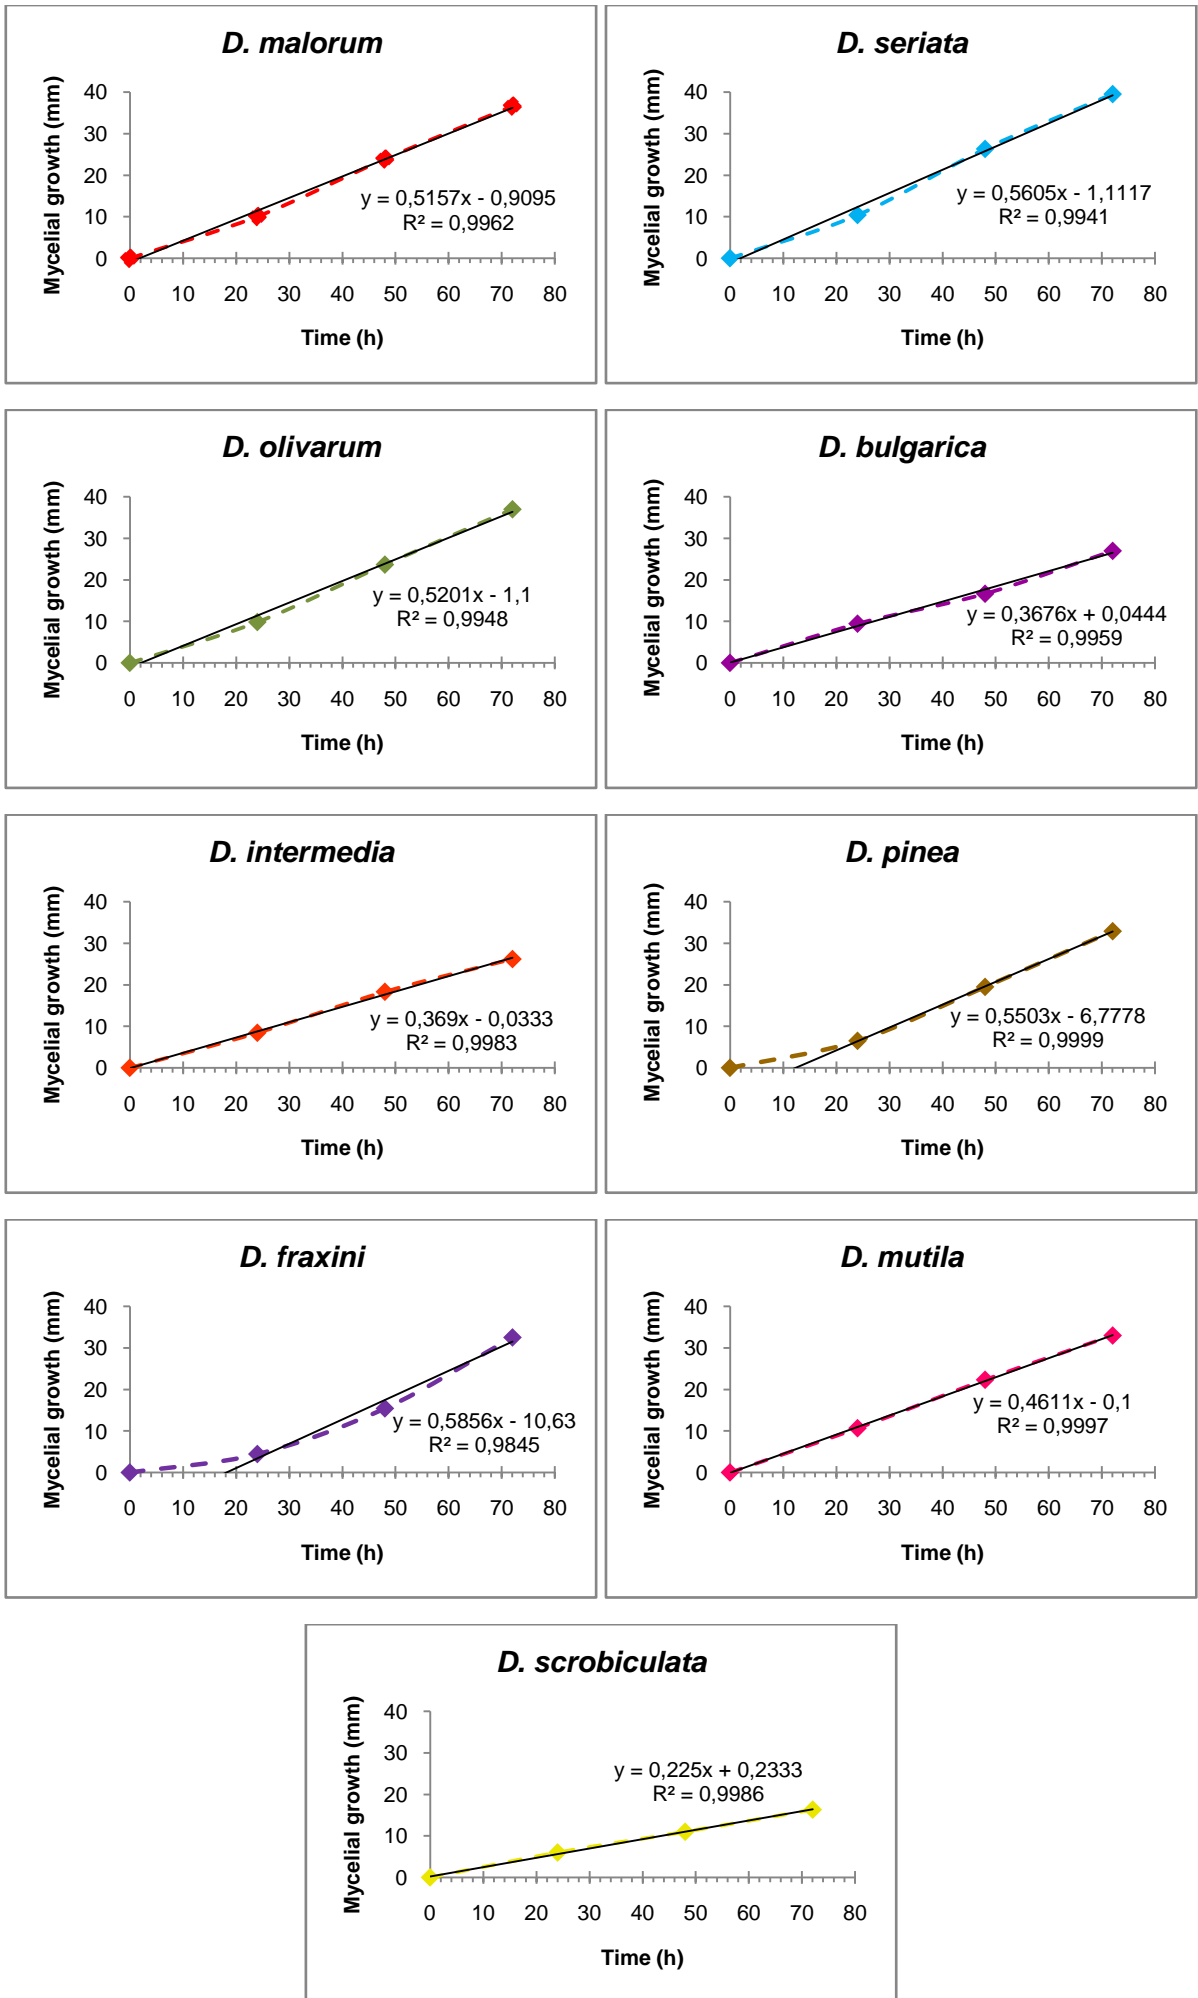 D. malorum
Mycelial growth (mm)
40
30
20
10
0
y = 0,5157x - 0,9095
R² = 0,9962
0 10 20 30 40 50 60 70 80
Time (h)
D. seriata
Mycelial growth (mm)
40
30
20
10
0
y = 0,5605x - 1,1117
R² = 0,9941
0 10 20 30 40 50 60 70 80
Time (h)
D. olivarum
Mycelial growth (mm)
40
30
20
10
0
y = 0,5201x - 1,1
R² = 0,9948
0 10 20 30 40 50 60 70 80
Time (h)
D. bulgarica
Mycelial growth (mm)
40
30
20
10
0
y = 0,3676x + 0,0444
R² = 0,9959
0 10 20 30 40 50 60 70 80
Time (h)
D. intermedia
Mycelial growth (mm)
40
30
20
10
0
y = 0,369x - 0,0333
R² = 0,9983
0 10 20 30 40 50 60 70 80
Time (h)
D. pinea
Mycelial growth (mm)
40
30
20
10
0
y = 0,5503x - 6,7778
R² = 0,9999
0 10 20 30 40 50 60 70 80
Time (h)
D. fraxini
Mycelial growth (mm)
40
30
20
10
0
y = 0,5856x - 10,63
R² = 0,9845
0 10 20 30 40 50 60 70 80
Time (h)
D. mutila
Mycelial growth (mm)
40
30
20
10
0
y = 0,4611x - 0,1
R² = 0,9997
0 10 20 30 40 50 60 70 80
Time (h)
D. scrobiculata
Mycelial growth (mm)
40
30
20
10
0
y = 0,225x + 0,2333
R² = 0,9986
0 10 20 30 40 50 60 70 80
Time (h)